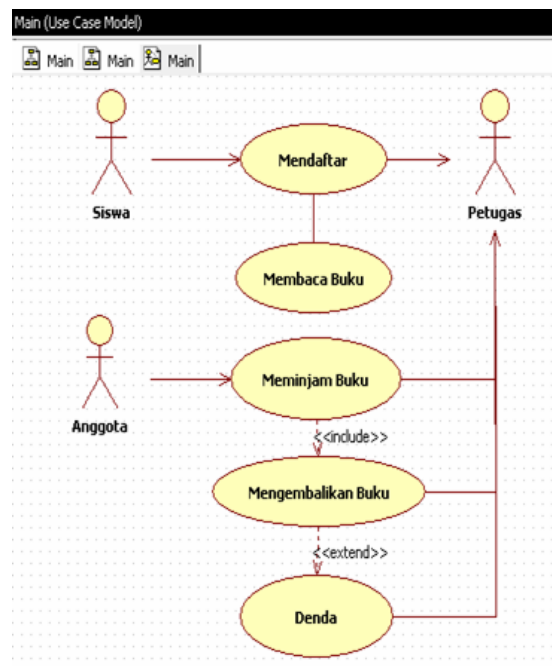 Main (Use Case Model)
Main Main Main
Mendaftar
Siswa
Petugas
Membaca Buku
Meminjam Buku
Anggota
<<include>>
Mengembalikan Buku
<<extend>>
Denda